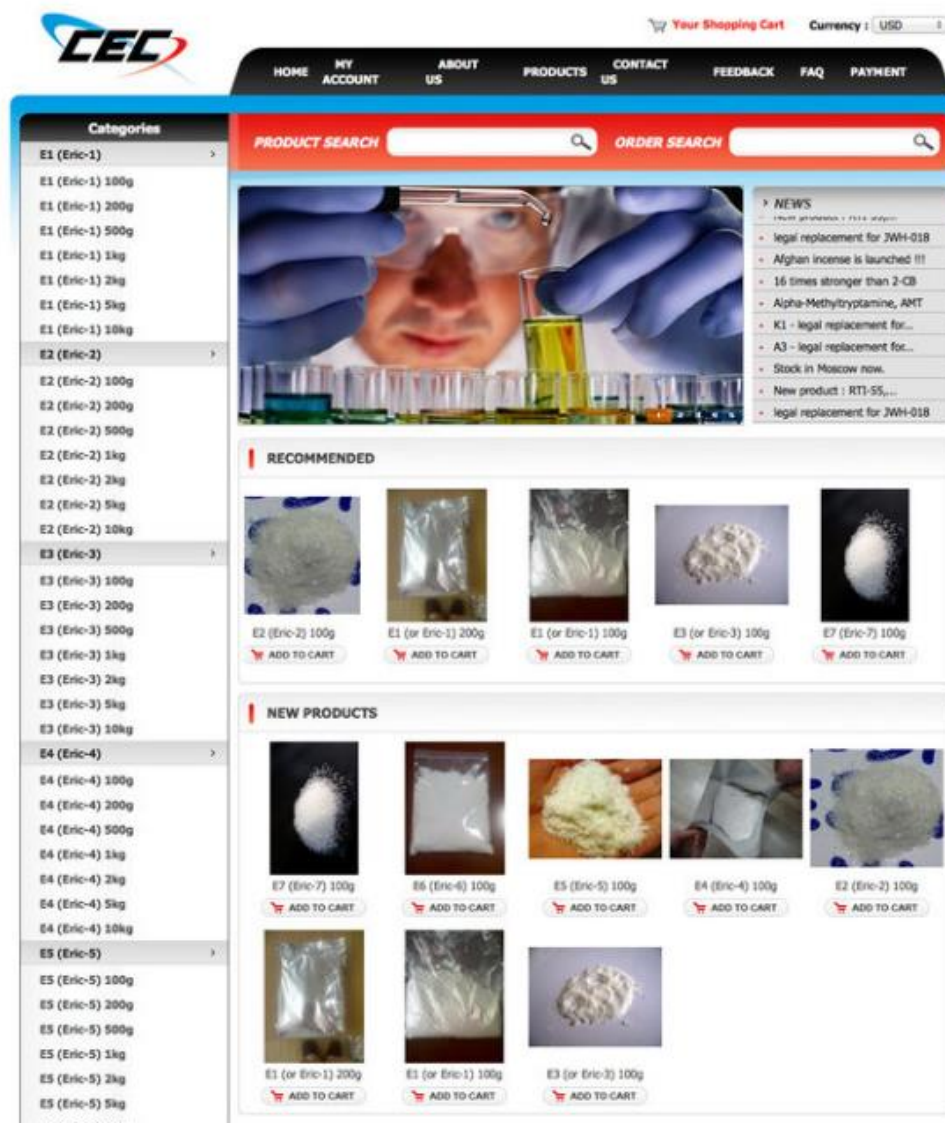 CEC
Your Shopping Cart
Currency : USD
HOME
MY ACCOUNT
ABOUT US
PRODUCTS
CONTACT US
FEEDBACK
FAQ
PAYMENT
Categories
PRODUCT SEARCH
ORDER SEARCH
E1 (Eric-1)
E1 (Eric-1) 100g
E1 (Eric-1) 200g
E1 (Eric-1) 500g
E1 (Eric-1) 1kg
E1 (Eric-1) 2kg
E1 (Eric-1) 5kg
E1 (Eric-1) 10kg
E2 (Eric-2)
E2 (Eric-2) 100g
E2 (Eric-2) 200g
E2 (Eric-2) 500g
E2 (Eric-2) 1kg
E2 (Eric-2) 2kg
E2 (Eric-2) 5kg
E2 (Eric-2) 10kg
E3 (Eric-3)
E3 (Eric-3) 100g
E3 (Eric-3) 200g
E3 (Eric-3) 500g
E3 (Eric-3) 1kg
E3 (Eric-3) 2kg
E3 (Eric-3) 5kg
E3 (Eric-3) 10kg
E4 (Eric-4)
E4 (Eric-4) 100g
E4 (Eric-4) 200g
E4 (Eric-4) 500g
E4 (Eric-4) 1kg
E4 (Eric-4) 2kg
E4 (Eric-4) 5kg
E4 (Eric-4) 10kg
E5 (Eric-5)
E5 (Eric-5) 100g
E5 (Eric-5) 200g
E5 (Eric-5) 500g
E5 (Eric-5) 1kg
E5 (Eric-5) 2kg
E5 (Eric-5) 5kg
NEWS
New product : RTI-55,...
legal replacement for JWH-018
Afghan incense is launched !!!
16 times stronger than 2-CB
Alpha-Methyltryptamine, AMT
K1 - legal replacement for...
A3 - legal replacement for...
Stock in Moscow now.
New product : RTI-55,...
legal replacement for JWH-018
RECOMMENDED
E2 (Eric-2) 100g
E1 (or Eric-1) 200g
E1 (or Eric-1) 100g
E3 (or Eric-3) 100g
E7 (Eric-7) 100g
ADD TO CART
ADD TO CART
ADD TO CART
ADD TO CART
ADD TO CART
NEW PRODUCTS
E7 (Eric-7) 100g
E6 (Eric-6) 100g
E5 (Eric-5) 100g
E4 (Eric-4) 100g
E2 (Eric-2) 100g
ADD TO CART
ADD TO CART
ADD TO CART
ADD TO CART
ADD TO CART
E1 (or Eric-1) 200g
E1 (or Eric-1) 100g
E3 (or Eric-3) 100g
ADD TO CART
ADD TO CART
ADD TO CART